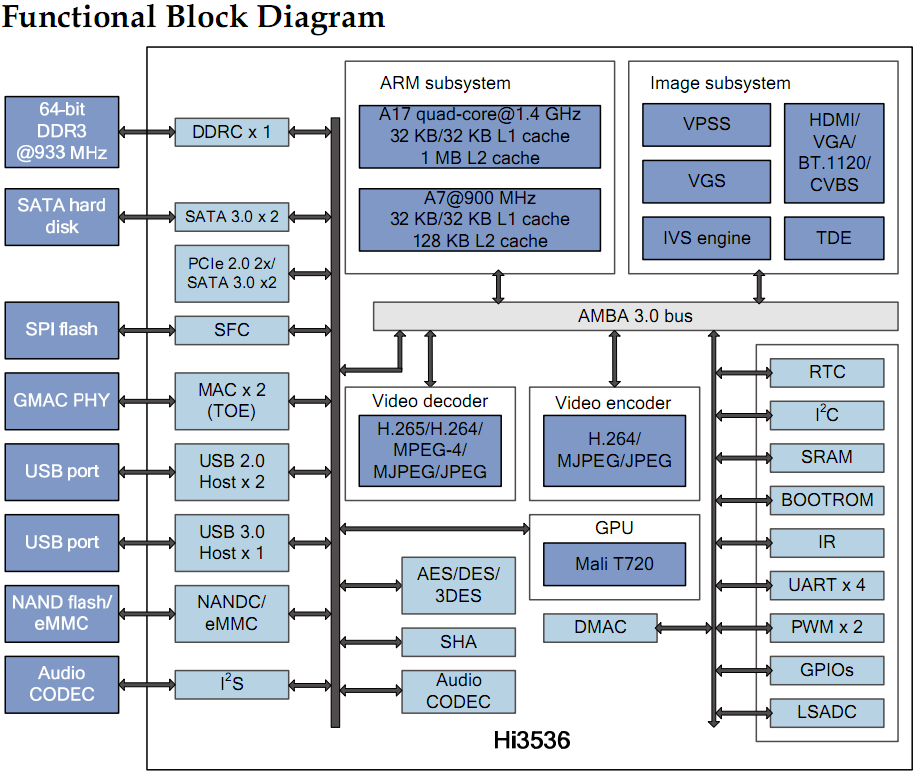 Functional Block Diagram
64-bit
DDR3
@933 MHz
DDRC x 1
SATA hard
disk
SATA 3.0 x 2
PCIe 2.0 2x/
SATA 3.0 x2
SPI flash
SFC
GMAC PHY
MAC x 2
(TOE)
USB port
USB 2.0
Host x 2
USB port
USB 3.0
Host x 1
NAND flash/
eMMC
NANDC/
eMMC
Audio
CODEC
I²S
ARM subsystem
A17 quad-core@1.4 GHz
32 KB/32 KB L1 cache
1 MB L2 cache
A7@900 MHz
32 KB/32 KB L1 cache
128 KB L2 cache
Image subsystem
VPSS
VGS
IVS engine
HDMI/
VGA/
BT.1120/
CVBS
TDE
AMBA 3.0 bus
Video decoder
H.265/H.264/
MPEG-4/
MJPEG/JPEG
Video encoder
H.264/
MJPEG/JPEG
GPU
Mali T720
AES/DES/
3DES
SHA
Audio
CODEC
DMAC
RTC
I²C
SRAM
BOOTROM
IR
UART x 4
PWM x 2
GPIOs
LSADC
Hi3536